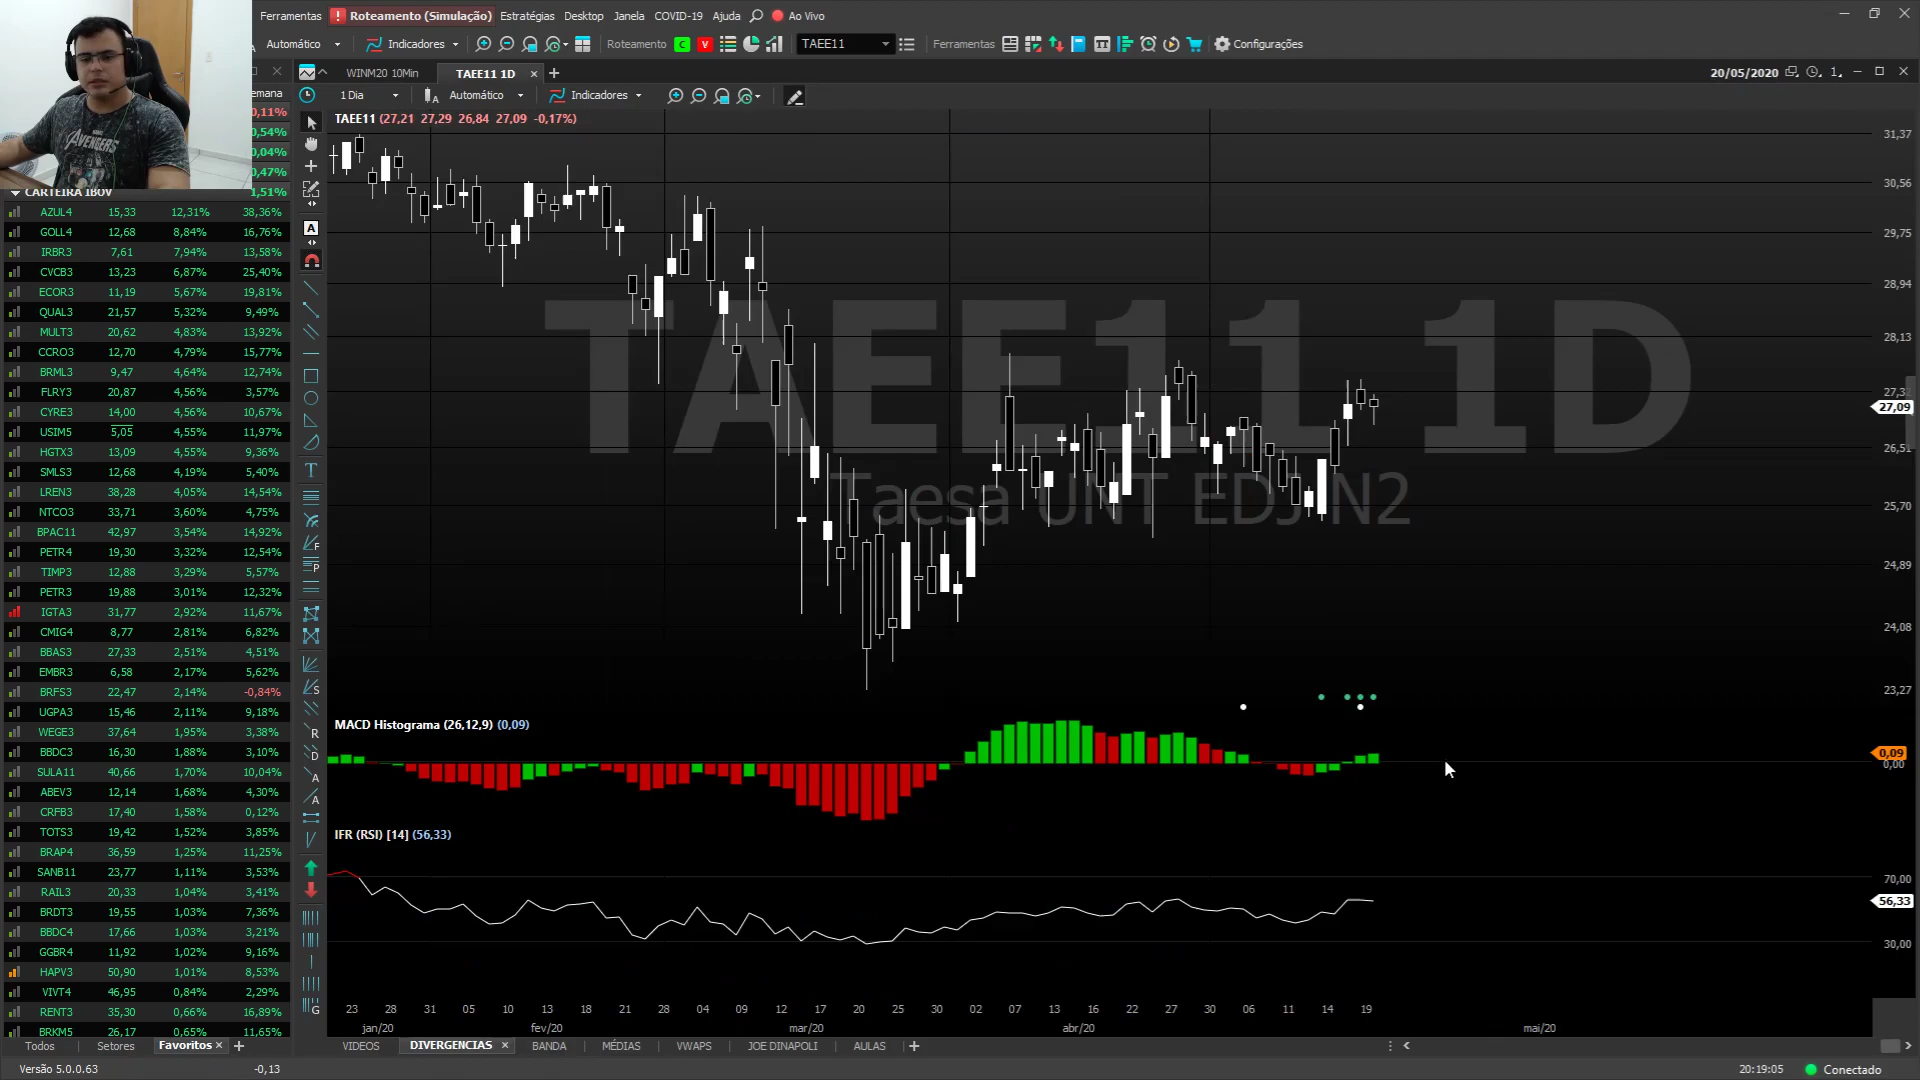 Ferramentas Roteamento (Simulação) Estratégias Desktop Janela COVID-19 Ajuda Ao Vivo
Automático Indicadores Roteamento C V TAEE11 Ferramentas Configurações
WINM20 10Min TAEE11 1D 20/05/2020 1
1 Dia Automático Indicadores
TAEE11 (27,21 27,29 26,84 27,09 -0,17%)
AVENGERS
CARTEIRA IBOV 1,51%
AZUL4 15,33 12,31% 38,36%
GOLL4 12,68 8,84% 16,76%
IRBR3 7,61 7,94% 13,58%
CVCB3 13,23 6,87% 25,40%
ECOR3 11,19 5,67% 19,81%
QUAL3 21,57 5,32% 9,49%
MULT3 20,62 4,83% 13,92%
CCRO3 12,70 4,79% 15,77%
BRML3 9,47 4,64% 12,74%
FLRY3 20,87 4,56% 3,57%
CYRE3 14,00 4,56% 10,67%
USIM5 5,05 4,55% 11,97%
HGTX3 13,09 4,55% 9,36%
SMLS3 12,68 4,19% 5,40%
LREN3 38,28 4,05% 14,54%
NTCO3 33,71 3,60% 4,75%
BPAC11 42,97 3,54% 14,92%
PETR4 19,30 3,32% 12,54%
TIMP3 12,88 3,29% 5,57%
PETR3 19,88 3,01% 12,32%
IGTA3 31,77 2,92% 11,67%
CMIG4 8,77 2,81% 6,82%
BBAS3 27,33 2,51% 4,51%
EMBR3 6,58 2,17% 5,62%
BRFS3 22,47 2,14% -0,84%
UGPA3 15,46 2,11% 9,18%
WEGE3 37,64 1,95% 3,38%
BBDC3 16,30 1,88% 3,10%
SULA11 40,66 1,70% 10,04%
ABEV3 12,14 1,68% 4,30%
CRFB3 17,40 1,58% 0,12%
TOTS3 19,42 1,52% 3,85%
BRAP4 36,59 1,25% 11,25%
SANB11 23,77 1,11% 3,53%
RAIL3 20,33 1,04% 3,41%
BRDT3 19,55 1,03% 7,36%
BBDC4 17,66 1,03% 3,21%
GGBR4 11,92 1,02% 9,16%
HAPV3 50,90 1,01% 8,53%
VIVT4 46,95 0,84% 2,29%
RENT3 35,30 0,66% 16,89%
BRKM5 26,17 0,65% 11,65%
Todos Setores Favoritos
TAEE11 1D
Taesa UNT EDJ N2
31,37
30,56
29,75
28,94
28,13
27,09
26,51
25,70
24,89
24,08
23,27
MACD Histograma (26,12,9) (0,09)
0,09
0,00
IFR (RSI) [14] (56,33)
70,00
56,33
30,00
23 28 31 05 10 13 18 21 28 04 09 12 17 20 25 30 02 07 13 16 22 27 30 06 11 14 19
jan/20 fev/20 mar/20 abr/20 mai/20
VIDEOS DIVERGENCIAS BANDA MÉDIAS VWAPS JOE DINAPOLI AULAS
Versão 5.0.0.63 -0,13 20:19:05 Conectado